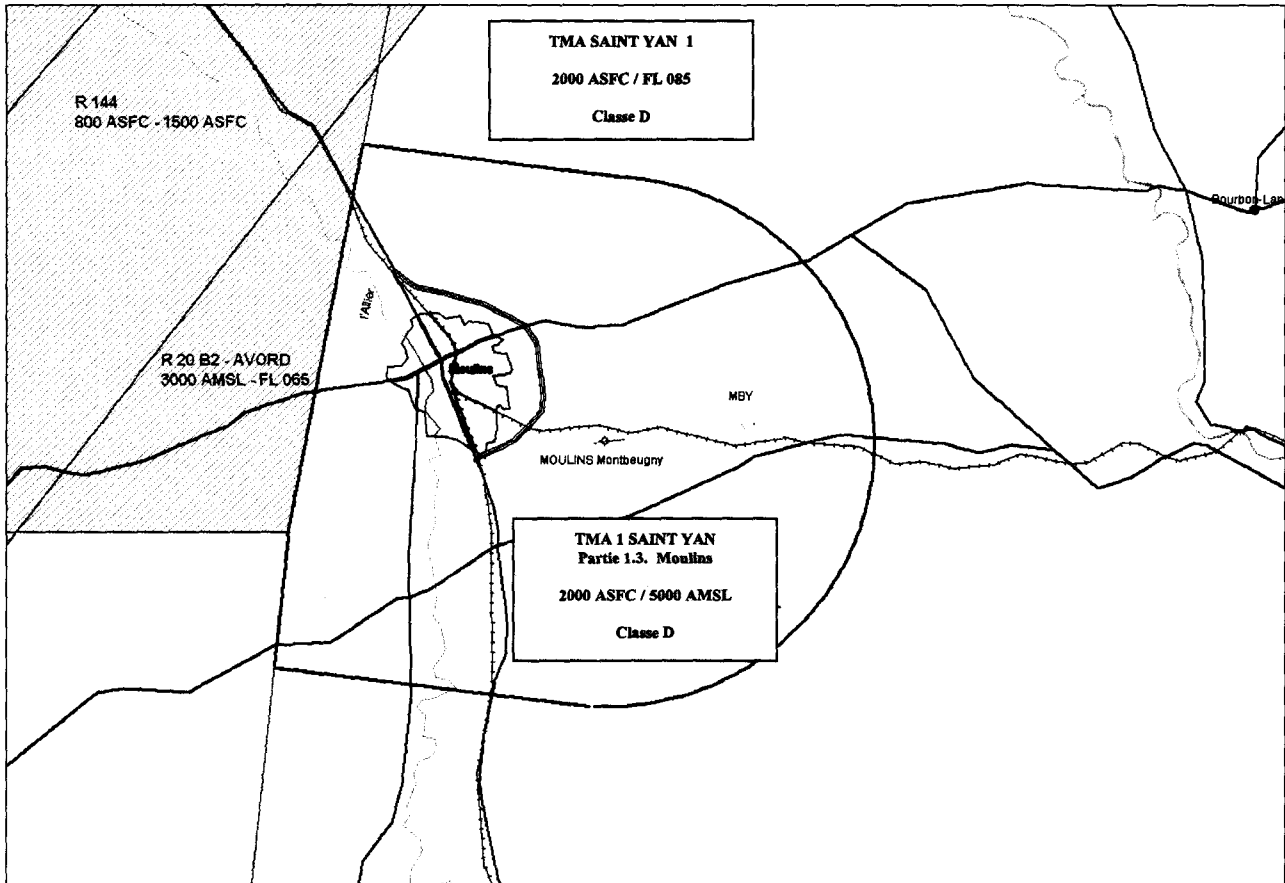 TMA SAINT YAN 1
2000 ASFC / FL 085
Classe D
R 144
800 ASFC - 1500 ASFC
Bourbon-Lan
l'Allier
R 20 B2 - AVORD
3000 AMSL - FL 065
Moulins
MBY
MOULINS Montbeugny
TMA 1 SAINT YAN
Partie 1.3. Moulins
2000 ASFC / 5000 AMSL
Classe D